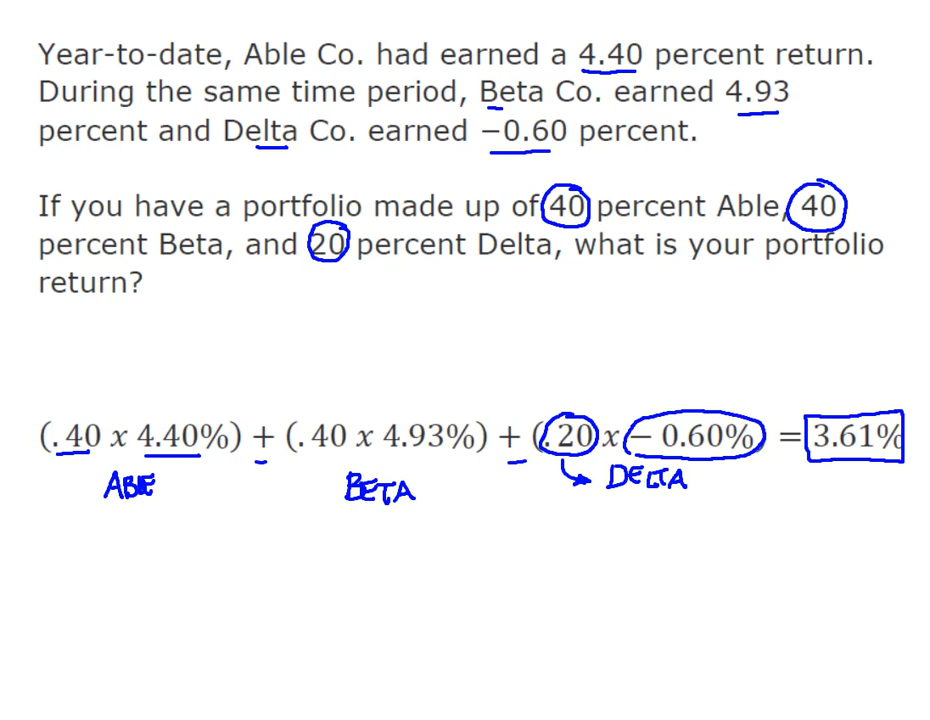 Year-to-date, Able Co. had earned a 4.40 percent return.
During the same time period, Beta Co. earned 4.93
percent and Delta Co. earned −0.60 percent.
If you have a portfolio made up of 40 percent Able, 40
percent Beta, and 20 percent Delta, what is your portfolio
return?
(.40 x 4.40%) + (.40 x 4.93%) + (.20 x − 0.60%) = 3.61%
ABLE BETA DELTA